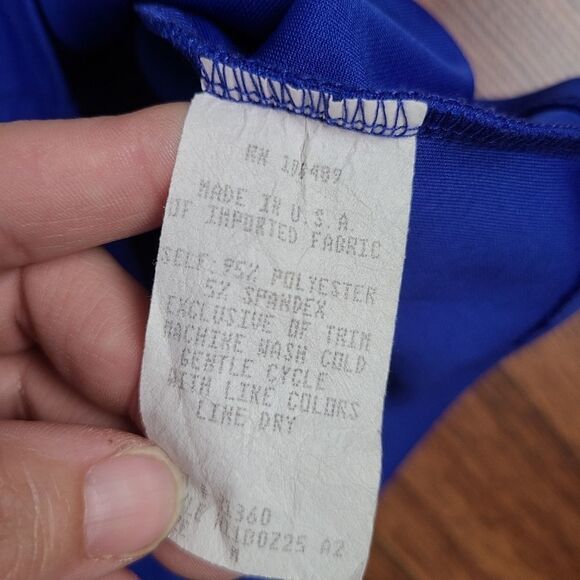 RN
MADE IN U.S.A
OF IMPORTED FABRIC
SELF: 95% POLYESTER
5% SPANDEX
EXCLUSIVE OF TRIM
MACHINE WASH COLD
GENTLE CYCLE
WITH LIKE COLORS
LINE DRY
A2
M